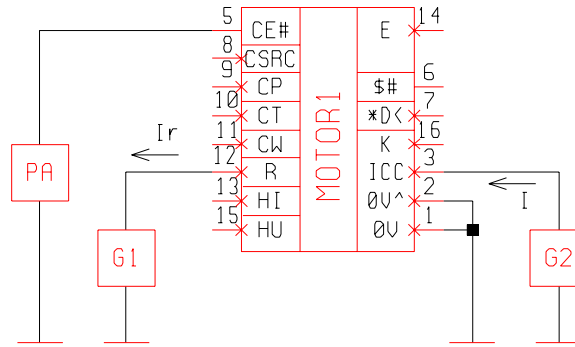 5 CE# E 14
8 CSRC
9 CP $# 6
10 CT *D< 7
11 CW K 16
12 R ICC 3
13 HI 0V^ 2
15 HU 0V 1
MOTOR1
Ir
I
PA
G1
G2